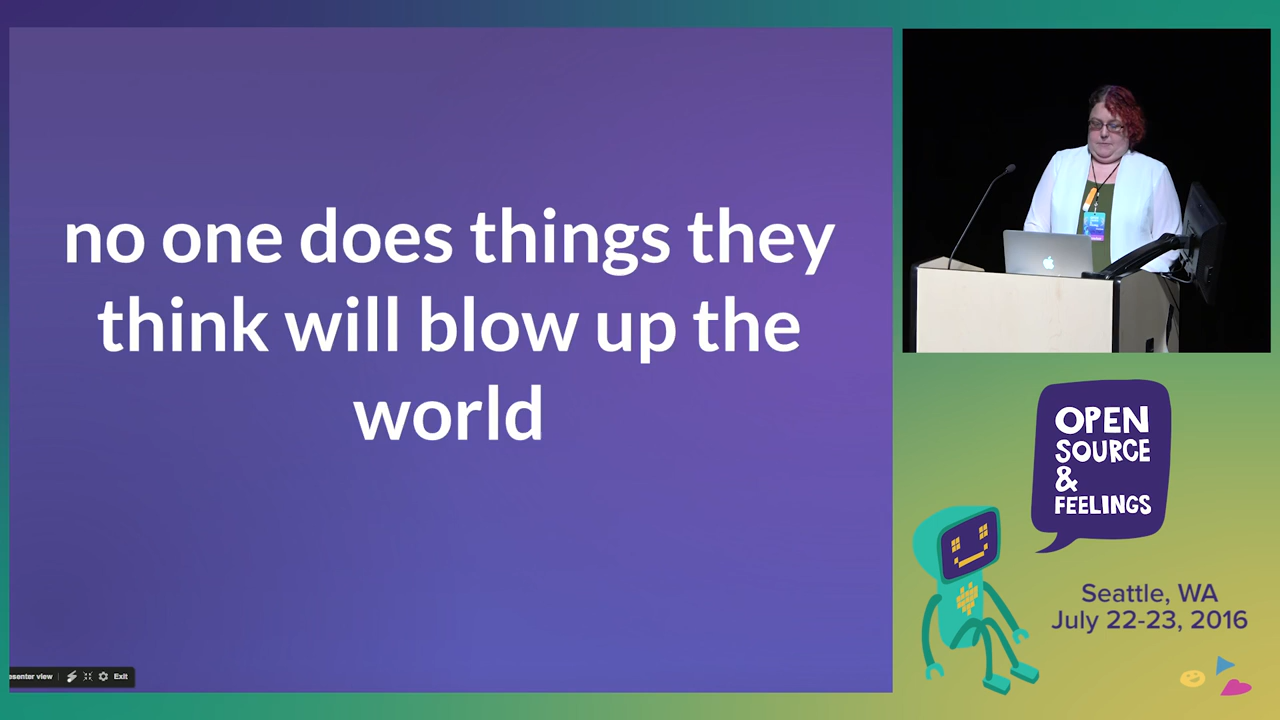 no one does things they
think will blow up the
world
esenter view
Exit
OPEN
SOURCE
&
FEELINGS
Seattle, WA
July 22-23, 2016